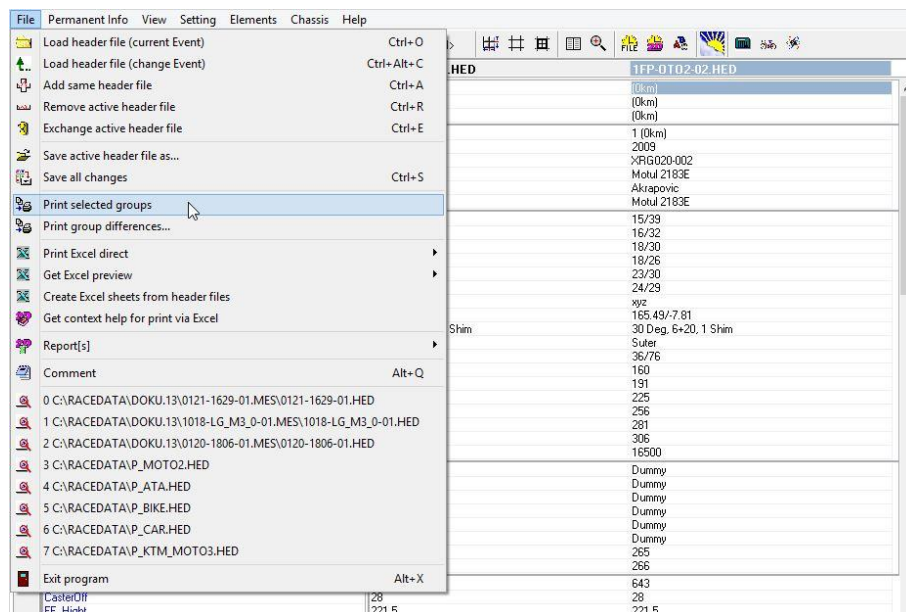 File Permanent Info View Setting Elements Chassis Help
Load header file (current Event) Ctrl+O
Load header file (change Event) Ctrl+Alt+C
Add same header file Ctrl+A
Remove active header file Ctrl+R
Exchange active header file Ctrl+E
Save active header file as...
Save all changes Ctrl+S
Print selected groups
Print group differences...
Print Excel direct
Get Excel preview
Create Excel sheets from header files
Get context help for print via Excel
Report[s]
Comment Alt+Q
0 C:\RACEDATA\DOKU.13\0121-1629-01.MES\0121-1629-01.HED
1 C:\RACEDATA\DOKU.13\1018-LG_M3_0-01.MES\1018-LG_M3_0-01.HED
2 C:\RACEDATA\DOKU.13\0120-1806-01.MES\0120-1806-01.HED
3 C:\RACEDATA\P_MOTO2.HED
4 C:\RACEDATA\P_ATA.HED
5 C:\RACEDATA\P_BIKE.HED
6 C:\RACEDATA\P_CAR.HED
7 C:\RACEDATA\P_KTM_MOTO3.HED
Exit program Alt+X
FILE
.HED 1FP-OTO2-02.HED
(0km)
(0km)
(0km)
1 (0km)
2009
XRG020-002
Motul 2183E
Akrapovic
Motul 2183E
15/39
16/32
18/30
18/26
23/30
24/29
xyz
165.49/-7.81
Shim 30 Deg, 6+20, 1 Shim
Suter
36/76
160
191
225
256
281
306
16500
Dummy
Dummy
Dummy
Dummy
Dummy
Dummy
265
266
643
CasterOff 28 28
FF_Hight 221.5 221.5